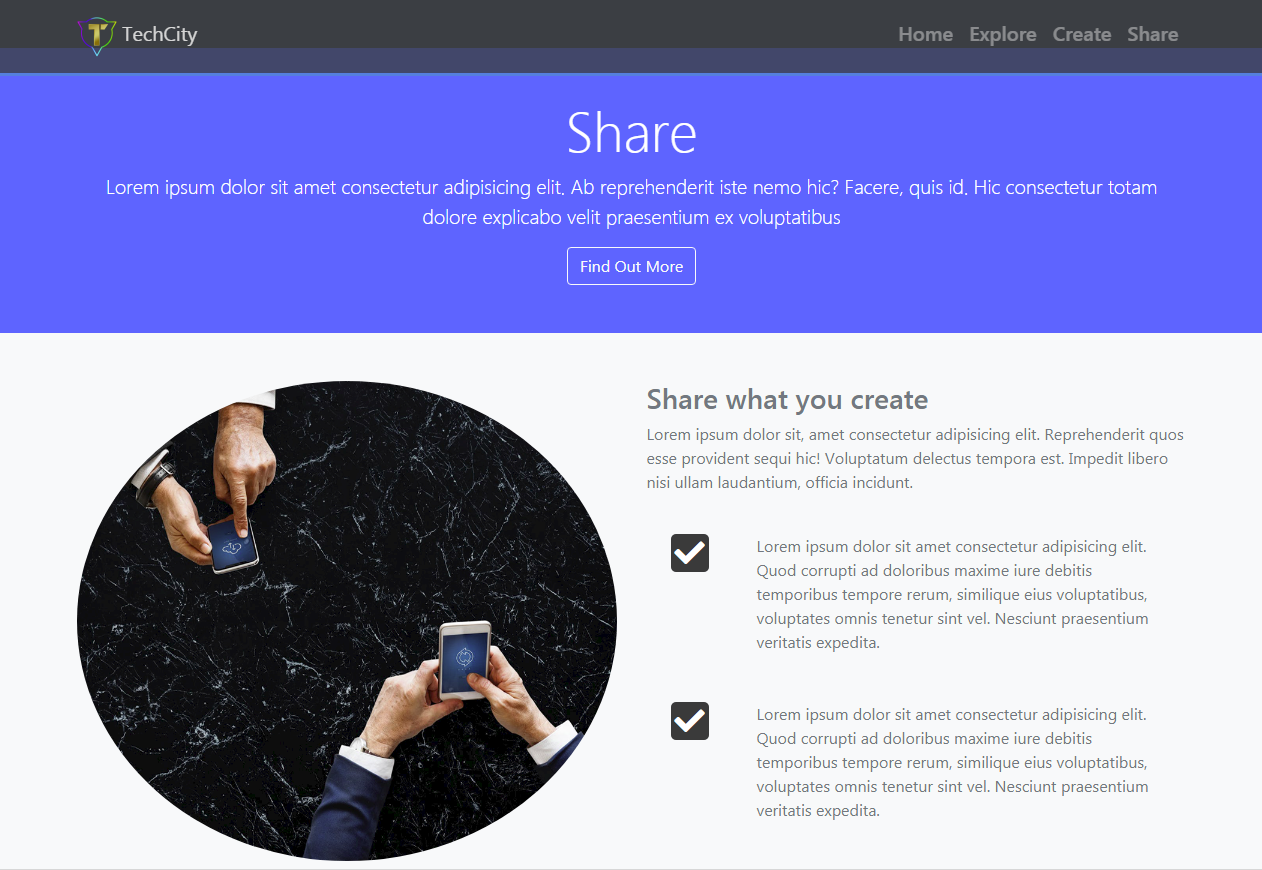 TechCity
Home Explore Create Share
Share
Lorem ipsum dolor sit amet consectetur adipisicing elit. Ab reprehenderit iste nemo hic? Facere, quis id. Hic consectetur totam
dolore explicabo velit praesentium ex voluptatibus
Find Out More
Share what you create
Lorem ipsum dolor sit, amet consectetur adipisicing elit. Reprehenderit quos
esse provident sequi hic! Voluptatum delectus tempora est. Impedit libero
nisi ullam laudantium, officia incidunt.
Lorem ipsum dolor sit amet consectetur adipisicing elit.
Quod corrupti ad doloribus maxime iure debitis
temporibus tempore rerum, similique eius voluptatibus,
voluptates omnis tenetur sint vel. Nesciunt praesentium
veritatis expedita.
Lorem ipsum dolor sit amet consectetur adipisicing elit.
Quod corrupti ad doloribus maxime iure debitis
temporibus tempore rerum, similique eius voluptatibus,
voluptates omnis tenetur sint vel. Nesciunt praesentium
veritatis expedita.